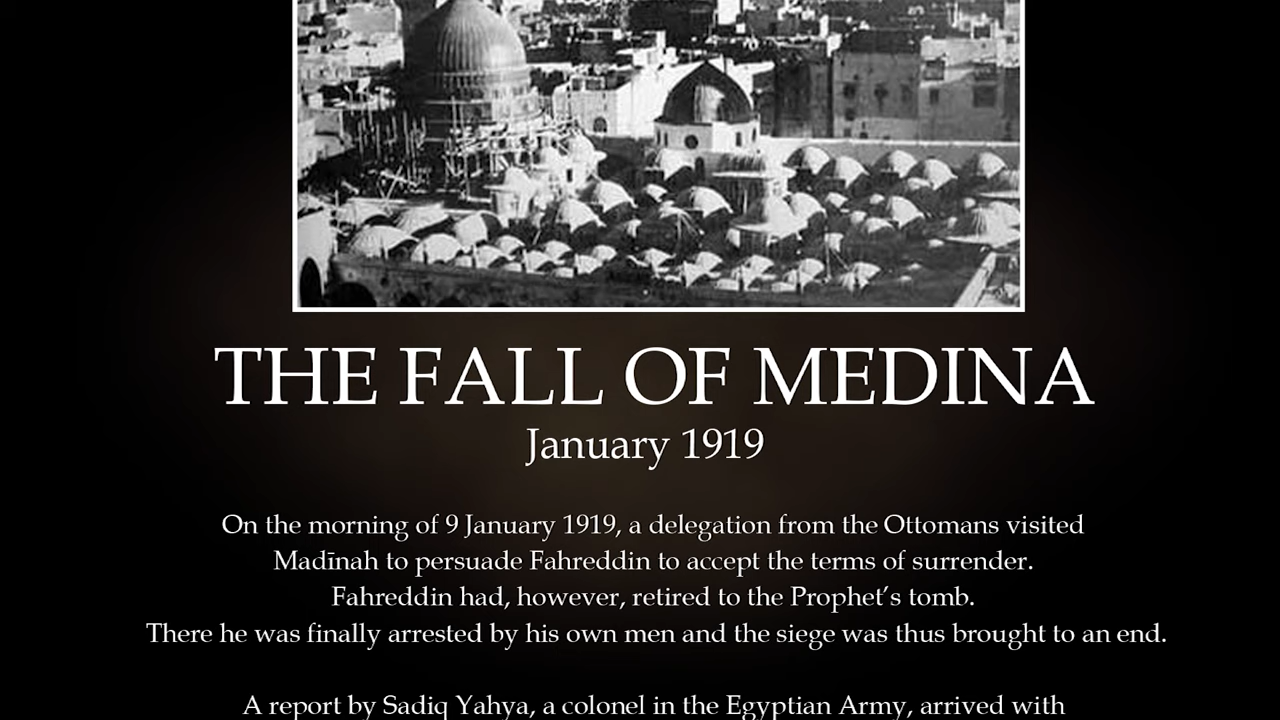 THE FALL OF MEDINA
January 1919
On the morning of 9 January 1919, a delegation from the Ottomans visited
Madīnah to persuade Fahreddin to accept the terms of surrender.
Fahreddin had, however, retired to the Prophet’s tomb.
There he was finally arrested by his own men and the siege was thus brought to an end.
A report by Sadiq Yahya, a colonel in the Egyptian Army, arrived with